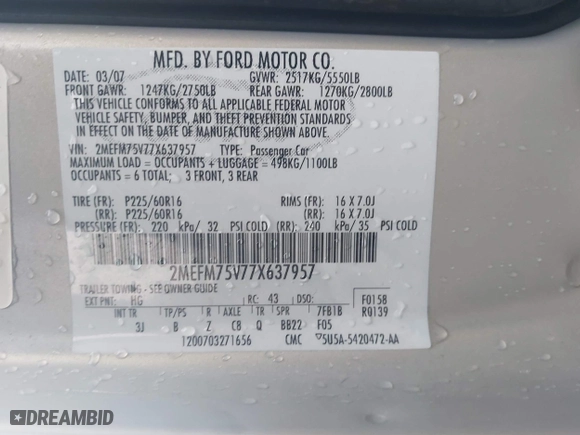 MFD. BY FORD MOTOR CO.
DATE: 03/07 GVWR: 2517KG/5550LB
FRONT GAWR: 1247KG/2750LB REAR GAWR: 1270KG/2800LB
THIS VEHICLE CONFORMS TO ALL APPLICABLE FEDERAL MOTOR
VEHICLE SAFETY, BUMPER, AND THEFT PREVENTION STANDARDS
IN EFFECT ON THE DATE OF MANUFACTURE SHOWN ABOVE.
VIN: 2MEFM75V77X637957 TYPE: Passenger Car
MAXIMUM LOAD = OCCUPANTS + LUGGAGE = 498KG/1100LB
OCCUPANTS = 6 TOTAL: 3 FRONT, 3 REAR
TIRE (FR): P225/60R16 RIMS (FR): 16 X 7.0J
(RR): P225/60R16 (RR): 16 X 7.0J
PRESSURE (FR): 220 kPa/ 32 PSI COLD (RR): 240 kPa/ 35 PSI COLD
2MEFM75V77X637957
TRAILER TOWING - SEE OWNER GUIDE
EXT PNT: HG RC: 43 DSO: F0158
INT TR TP/PS R AXLE TR SPR 7FB1B R0139
3J B Z CB Q BB22 F05
1200703271656 CMC 5U5A-5420472-AA
DREAMBID